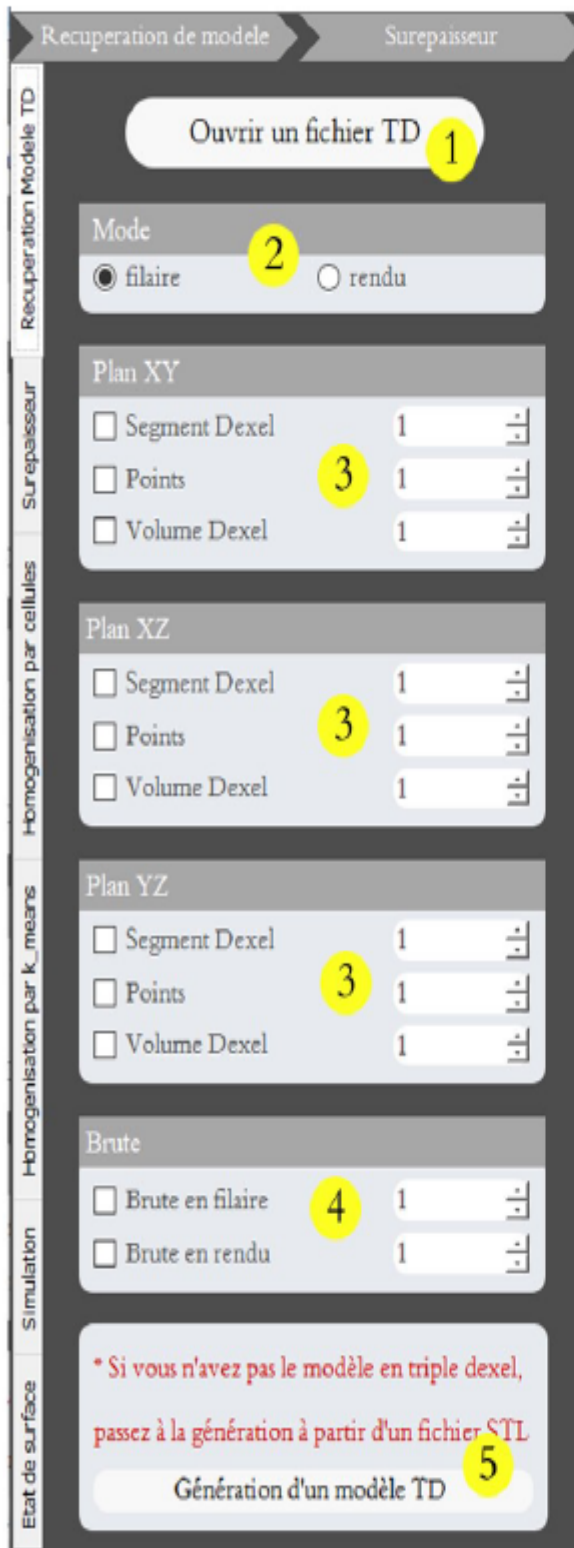 Recuperation de modele
Surepaisseur
Recuperation Modele TD
Surepaisseur
Homogenisation par cellules
Homogenisation par k_means
Simulation
Etat de surface
Ouvrir un fichier TD
1
Mode
2
filaire
rendu
Plan XY
Segment Dexel 1
Points 1
3
Volume Dexel 1
Plan XZ
Segment Dexel 1
Points 1
3
Volume Dexel 1
Plan YZ
Segment Dexel 1
Points 1
3
Volume Dexel 1
Brute
Brute en filaire 1
4
Brute en rendu 1
* Si vous n'avez pas le modèle en triple dexel,
passez à la génération à partir d'un fichier STL
5
Génération d'un modèle TD